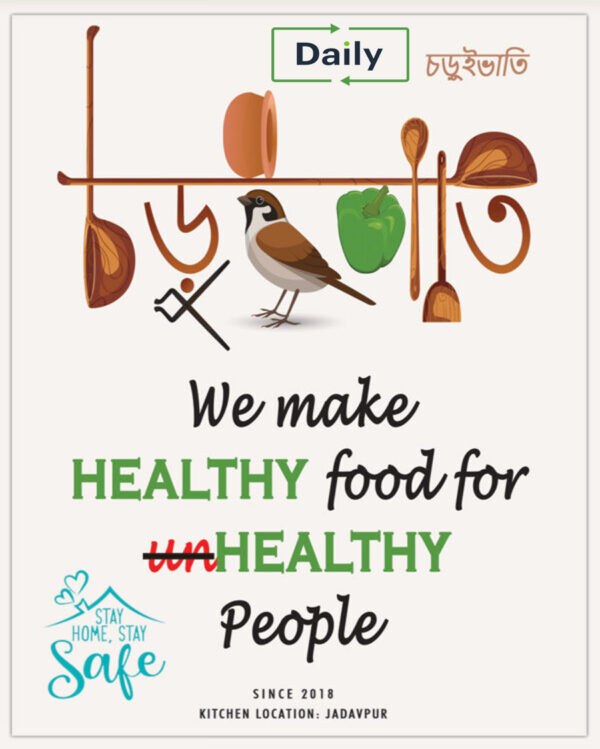 Daily
চড়ুইভাতি
চড়ুইভাতি
We make
HEALTHY food for
unHEALTHY
People
STAY
HOME, STAY
Safe
SINCE 2018
KITCHEN LOCATION: JADAVPUR